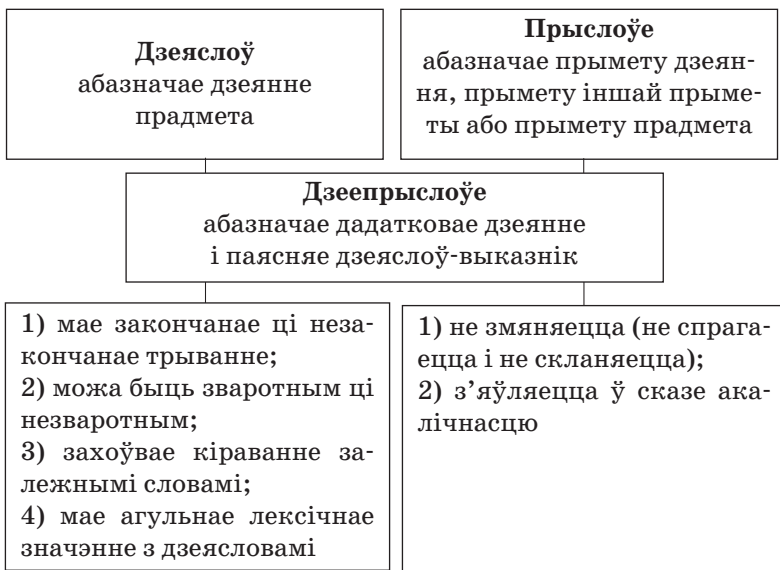 Дзеяслоў
абазначае дзеянне
прадмета
Прыслоўе
абазначае прымету дзеян-
ня, прымету іншай прыме-
ты або прымету прадмета
Дзеепрыслоўе
абазначае дадатковае дзеянне
і паясняе дзеяслоў-выказнік
1) мае закончанае ці неза-
кончанае трыванне;
2) можа быць зваротным ці
незваротным;
3) захоўвае кіраванне за-
лежнымі словамі;
4) мае агульнае лексічнае
значэнне з дзеясловамі
1) не змяняецца (не спрага-
ецца і не скланяецца);
2) з’яўляецца ў сказе ака-
лічнасцю